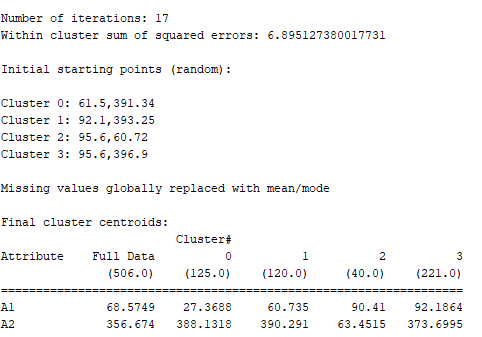 Number of iterations: 17
Within cluster sum of squared errors: 6.895127380017731
Initial starting points (random):
Cluster 0: 61.5,391.34
Cluster 1: 92.1,393.25
Cluster 2: 95.6,60.72
Cluster 3: 95.6,396.9
Missing values globally replaced with mean/mode
Final cluster centroids:
Cluster#
Attribute Full Data 0 1 2 3
(506.0) (125.0) (120.0) (40.0) (221.0)
==================================================================
A1 68.5749 27.3688 60.735 90.41 92.1864
A2 356.674 388.1318 390.291 63.4515 373.6995